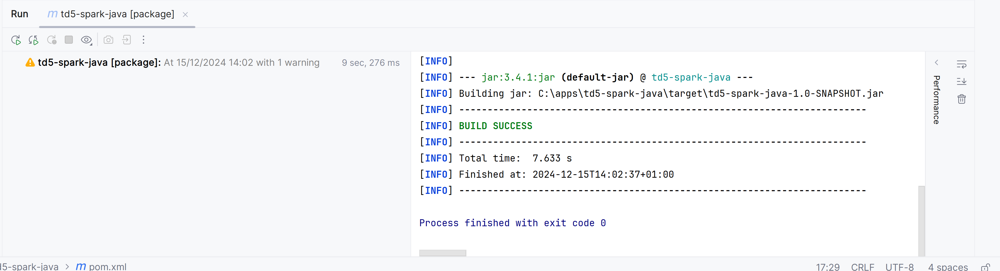 Run m td5-spark-java [package] ×
td5-spark-java [package]: At 15/12/2024 14:02 with 1 warning 9 sec, 276 ms
[INFO]
[INFO] --- jar:3.4.1:jar (default-jar) @ td5-spark-java ---
[INFO] Building jar: C:\apps\td5-spark-java\target\td5-spark-java-1.0-SNAPSHOT.jar
[INFO] ------------------------------------------------------------------------
[INFO] BUILD SUCCESS
[INFO] ------------------------------------------------------------------------
[INFO] Total time:  7.633 s
[INFO] Finished at: 2024-12-15T14:02:37+01:00
[INFO] ------------------------------------------------------------------------
Process finished with exit code 0
Performance
d5-spark-java > m pom.xml
17:29 CRLF UTF-8 4 spaces